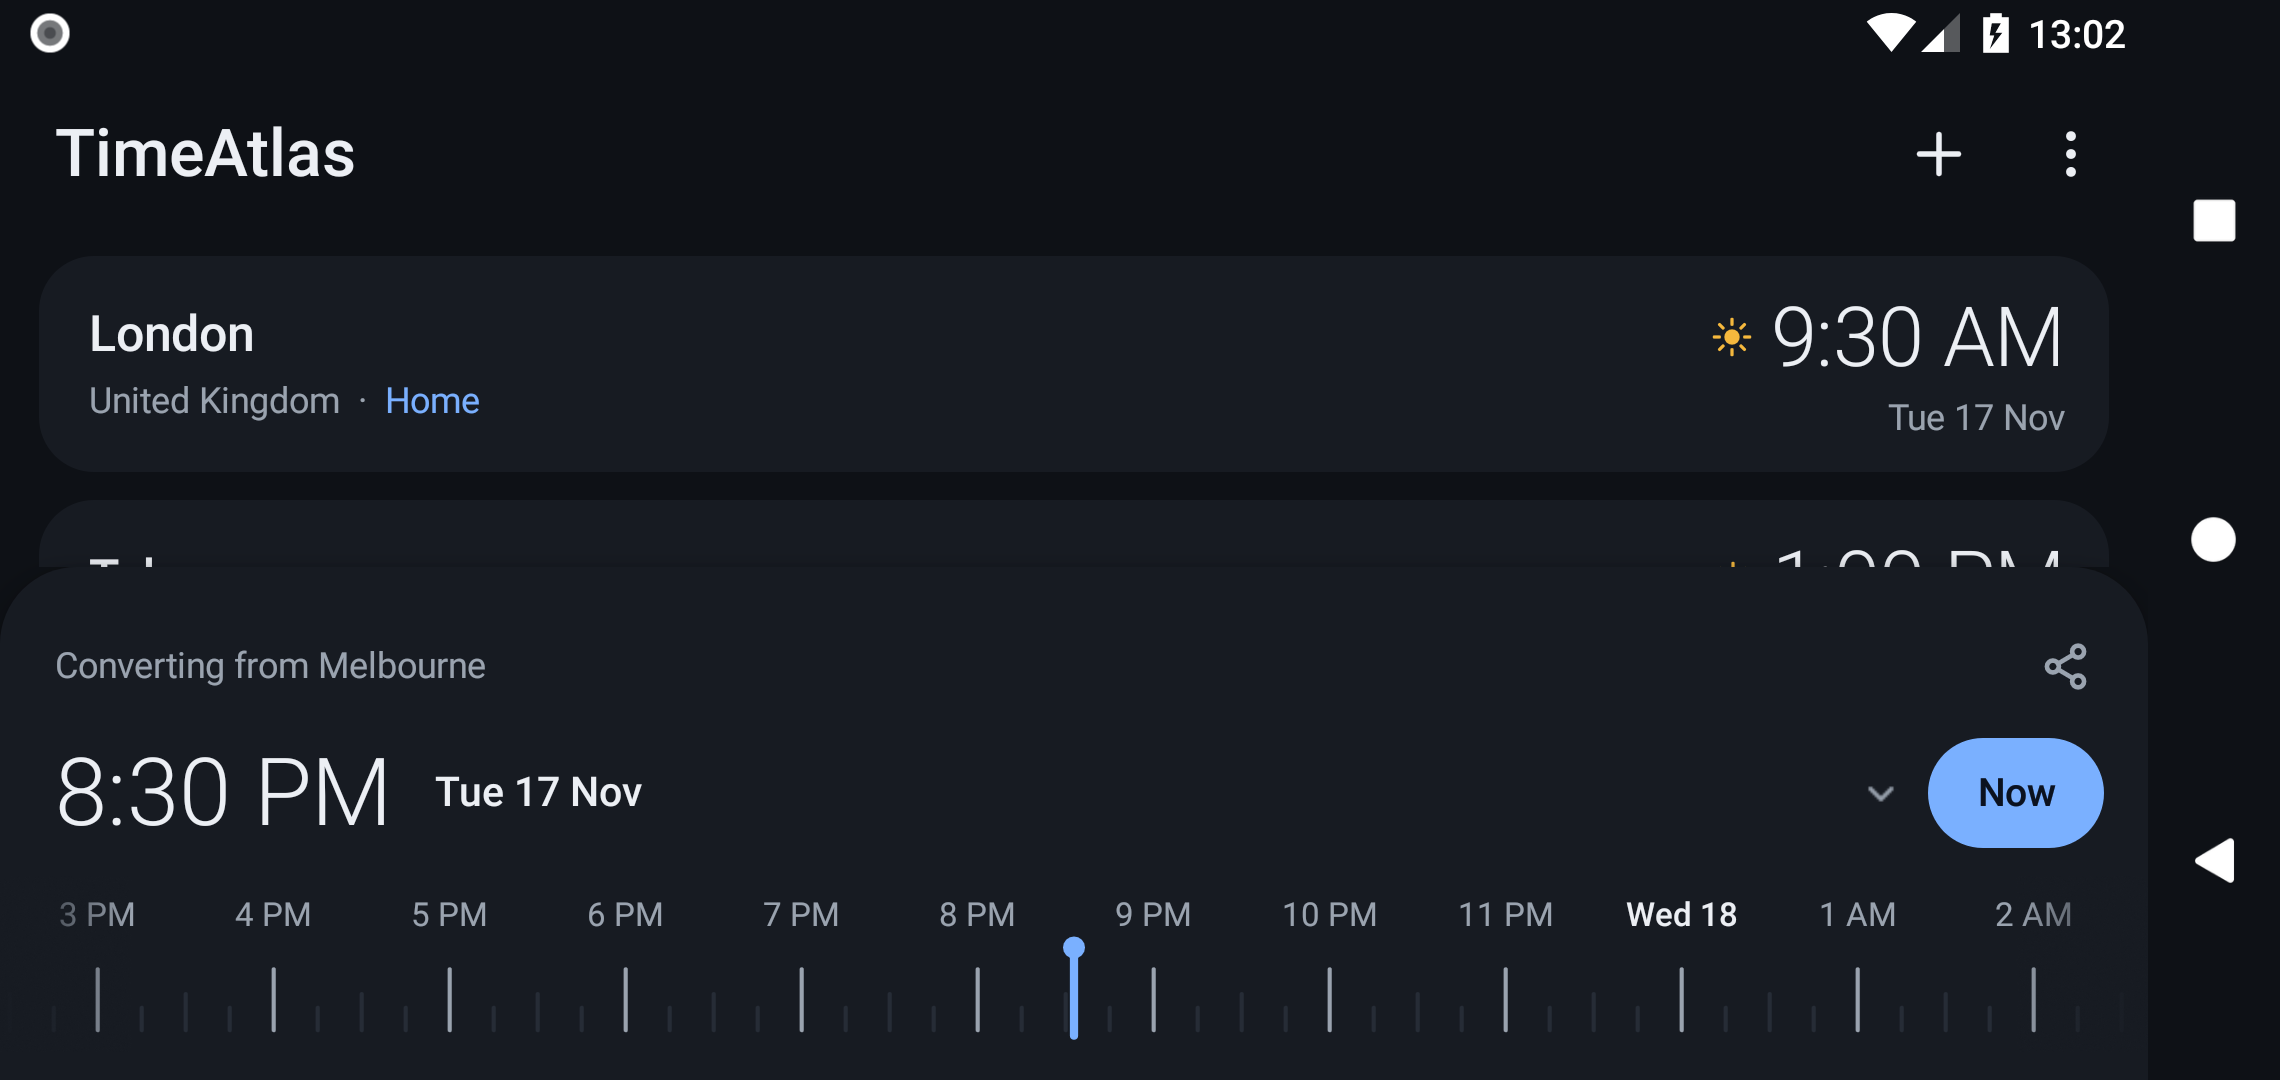 13:02
TimeAtlas
London
9:30 AM
United Kingdom · Home
Tue 17 Nov
Converting from Melbourne
8:30 PM
Tue 17 Nov
Now
3 PM
4 PM
5 PM
6 PM
7 PM
8 PM
9 PM
10 PM
11 PM
Wed 18
1 AM
2 AM